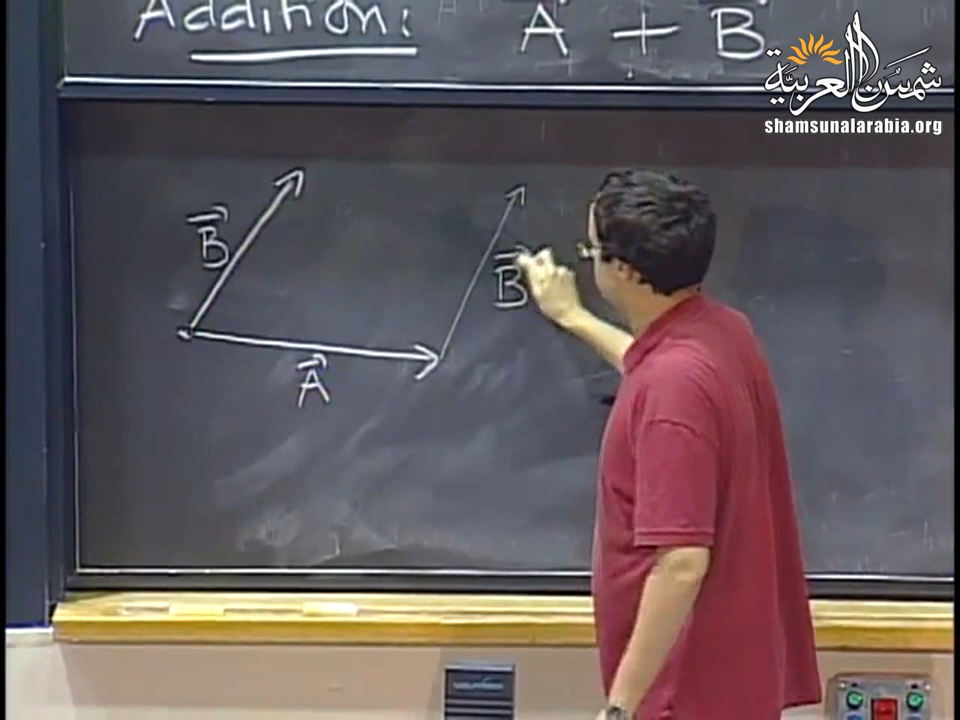 Addition: A⃗ + B⃗
شمس العربية
shamsunalarabia.org
B⃗
B⃗
A⃗